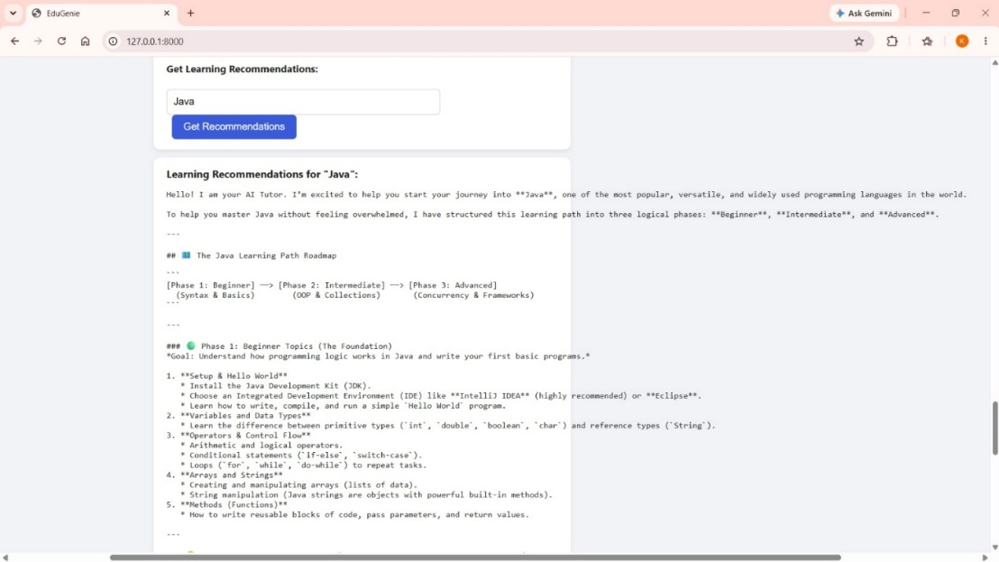 EduGenie
Ask Gemini
127.0.0.1:8000
K
Get Learning Recommendations:
Java
Get Recommendations
Learning Recommendations for "Java":
Hello! I am your AI Tutor. I'm excited to help you start your journey into **Java**, one of the most popular, versatile, and widely used programming languages in the world.
To help you master Java without feeling overwhelmed, I have structured this learning path into three logical phases: **Beginner**, **Intermediate**, and **Advanced**.
---
## 🗺️ The Java Learning Path Roadmap
```
[Phase 1: Beginner] ──> [Phase 2: Intermediate] ──> [Phase 3: Advanced]
(Syntax & Basics) (OOP & Collections) (Concurrency & Frameworks)
```
---
### 🟢 Phase 1: Beginner Topics (The Foundation)
*Goal: Understand how programming logic works in Java and write your first basic programs.*
1. **Setup & Hello World**
* Install the Java Development Kit (JDK).
* Choose an Integrated Development Environment (IDE) like **IntelliJ IDEA** (highly recommended) or **Eclipse**.
* Learn how to write, compile, and run a simple `Hello World` program.
2. **Variables and Data Types**
* Learn the difference between primitive types (`int`, `double`, `boolean`, `char`) and reference types (`String`).
3. **Operators & Control Flow**
* Arithmetic and logical operators.
* Conditional statements (`if-else`, `switch-case`).
* Loops (`for`, `while`, `do-while`) to repeat tasks.
4. **Arrays and Strings**
* Creating and manipulating arrays (lists of data).
* String manipulation (Java strings are objects with powerful built-in methods).
5. **Methods (Functions)**
* How to write reusable blocks of code, pass parameters, and return values.
---